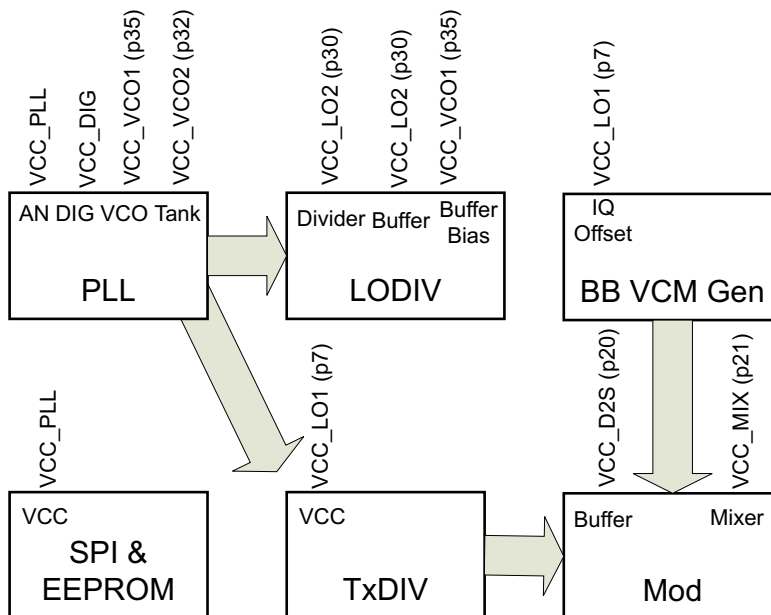 VCC_PLL
VCC_DIG
VCC_VCO1 (p35)
VCC_VCO2 (p32)
VCC_LO2 (p30)
VCC_LO2 (p30)
VCC_VCO1 (p35)
VCC_LO1 (p7)
AN DIG VCO Tank
PLL
Divider
Buffer
Buffer
Bias
LODIV
IQ
Offset
BB VCM Gen
VCC_PLL
VCC_LO1 (p7)
VCC_D2S (p20)
VCC_MIX (p21)
VCC
SPI &
EEPROM
VCC
TxDIV
Buffer
Mixer
Mod